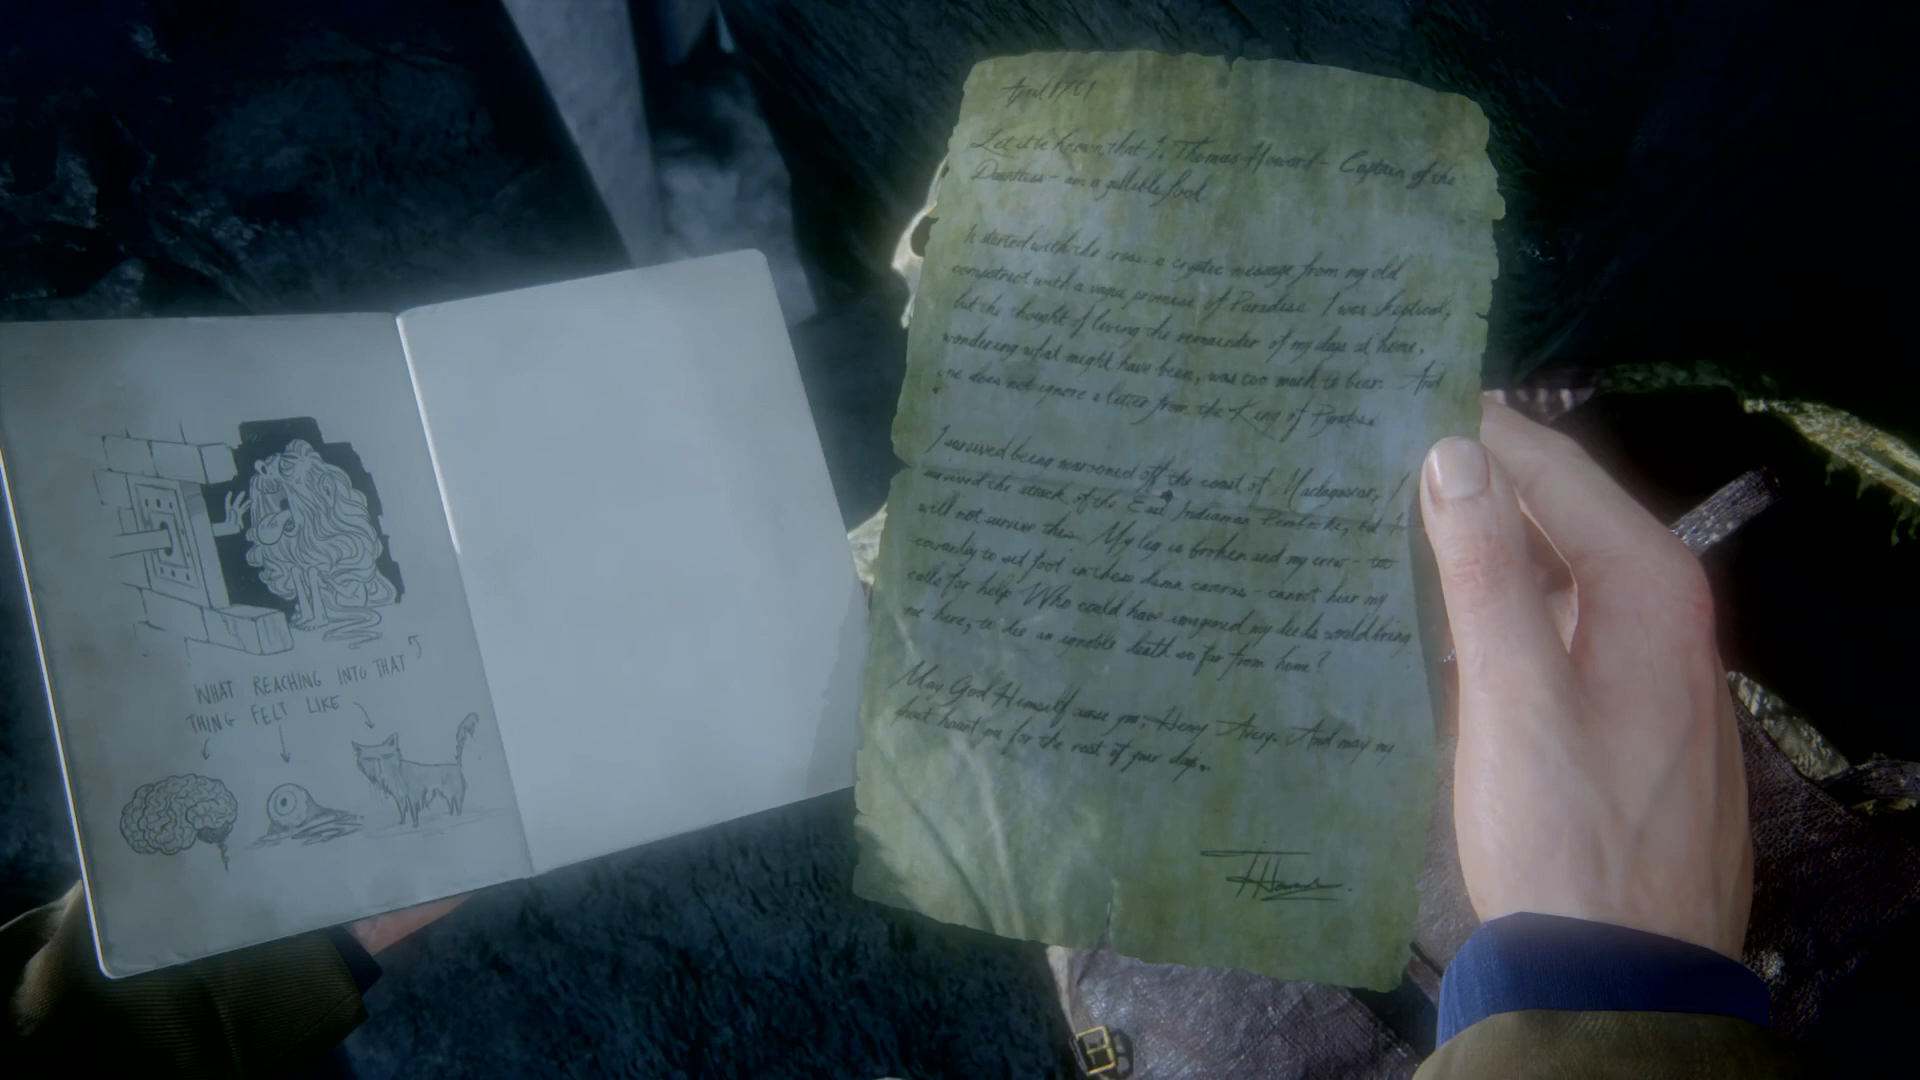 WHAT REACHING INTO THAT
THING FELT LIKE
April 1701
Let it be known, that I, Thomas Howard - Captain of the
Dauntless - am a gullible fool.
It started with the cross - a cryptic message from my old
compatriot with a vague promise of Paradise. I was skeptical,
but the thought of living the remainder of my days at home,
wondering what might have been, was too much to bear. And
one does not ignore a letter from the King of Pirates.
I survived being marooned off the coast of Madagascar, I
survived the attack of the East Indiaman Pembroke, but I
will not survive this. My leg is broken and my crew - too
cowardly to set foot in these damn caverns - cannot hear my
calls for help. Who could have imagined my deeds would bring
me here, to die an ignoble death so far from home?
May God Himself curse you, Henry Avery. And may my
ghost haunt you for the rest of your days.